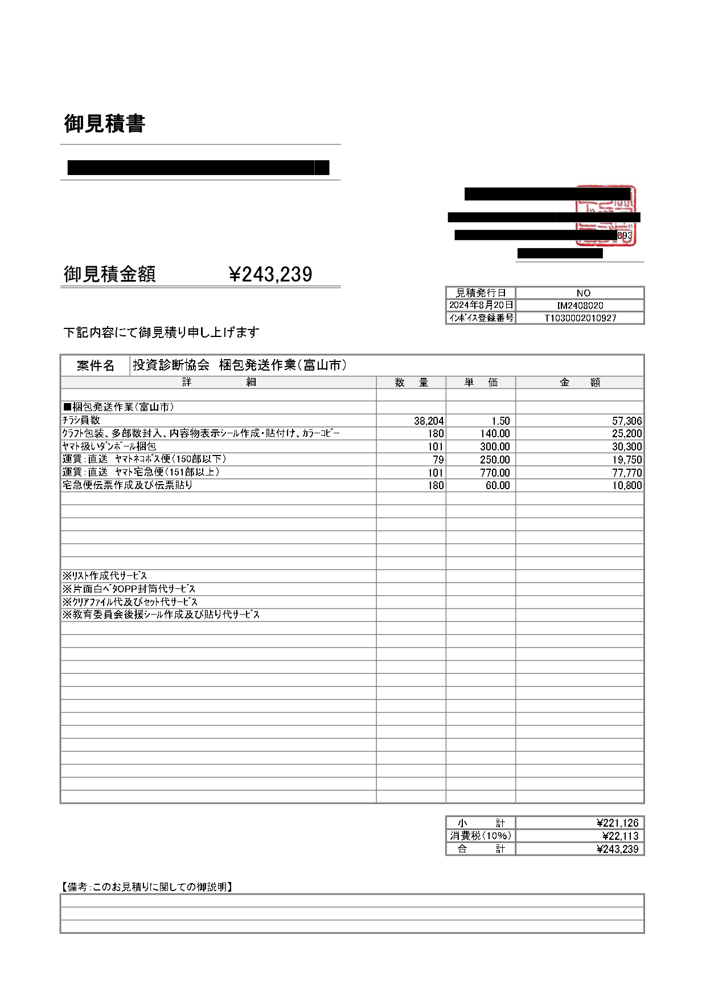 御見積書
893
御見積金額 ¥243,239
見積発行日 NO
2024年8月20日 IM2408020
インボイス登録番号 T1030002010927
下記内容にて御見積り申し上げます
案件名 投資診断協会 梱包発送作業(富山市)
詳 細 数 量 単 価 金 額
■梱包発送作業(富山市)
チラシ員数 38,204 1.50 57,306
クラフト包装、多部数封入、内容物表示シール作成・貼付け、カラーコピー 180 140.00 25,200
ヤマト扱いダンボール梱包 101 300.00 30,300
運賃:直送 ヤマトネコポス便(150部以下) 79 250.00 19,750
運賃:直送 ヤマト宅急便(151部以上) 101 770.00 77,770
宅急便伝票作成及び伝票貼り 180 60.00 10,800
※リスト作成代サービス
※片面白ベタOPP封筒代サービス
※クリアファイル代及びセット代サービス
※教育委員会後援シール作成及び貼り代サービス
小 計 ¥221,126
消費税(10%) ¥22,113
合 計 ¥243,239
【備考:このお見積りに関しての御説明】